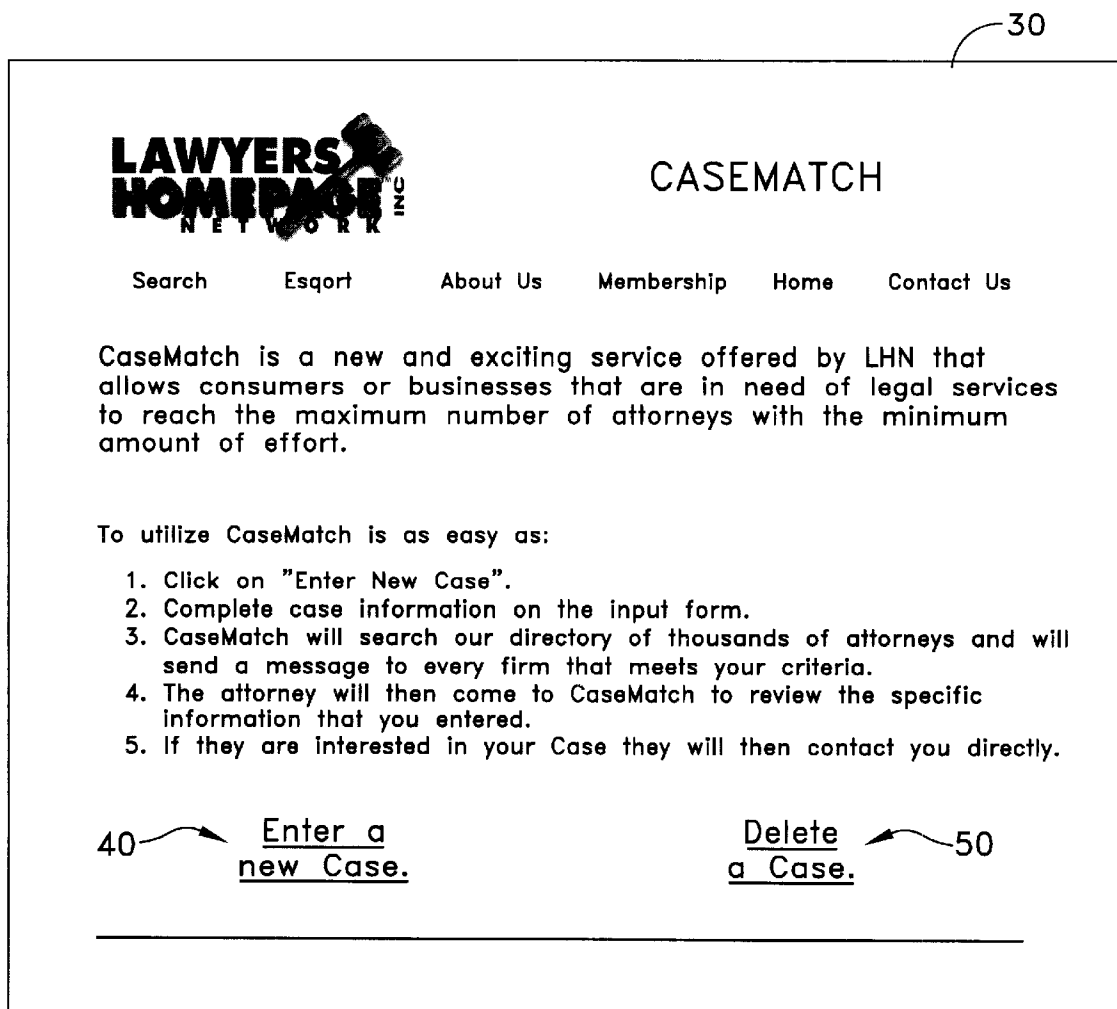 30
LAWYERS
HOMEPAGE INC
NETWORK
CASEMATCH
Search Esqort About Us Membership Home Contact Us
CaseMatch is a new and exciting service offered by LHN that
allows consumers or businesses that are in need of legal services
to reach the maximum number of attorneys with the minimum
amount of effort.
To utilize CaseMatch is as easy as:
1. Click on "Enter New Case".
2. Complete case information on the input form.
3. CaseMatch will search our directory of thousands of attorneys and will
send a message to every firm that meets your criteria.
4. The attorney will then come to CaseMatch to review the specific
information that you entered.
5. If they are interested in your Case they will then contact you directly.
40 Enter a Delete 50
new Case. a Case.